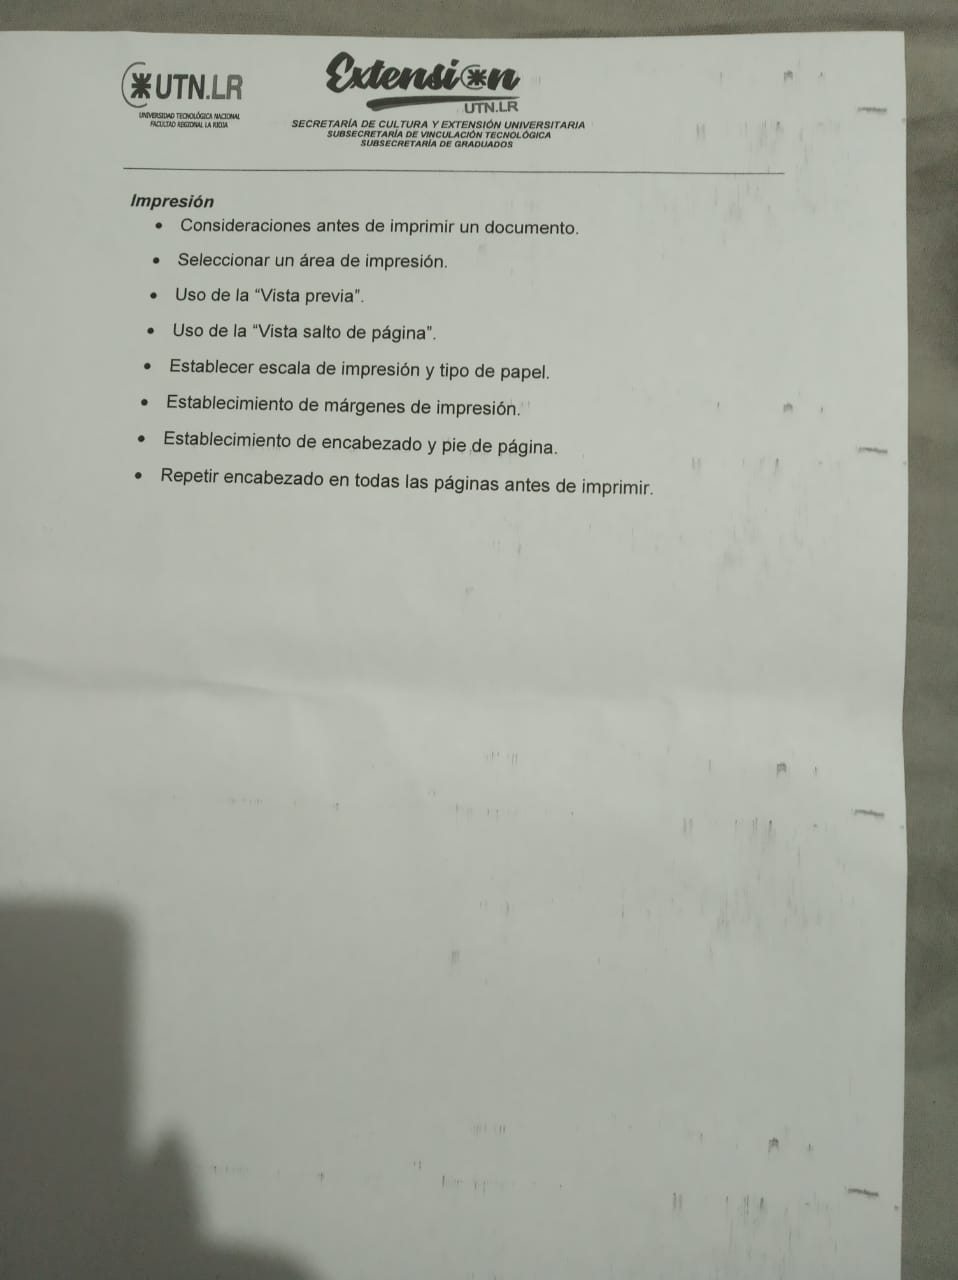 UTN.LR
UNIVERSIDAD TECNOLÓGICA NACIONAL
FACULTAD REGIONAL LA RIOJA
Extensión
UTN.LR
SECRETARÍA DE CULTURA Y EXTENSIÓN UNIVERSITARIA
SUBSECRETARÍA DE VINCULACIÓN TECNOLÓGICA
SUBSECRETARÍA DE GRADUADOS
Impresión
• Consideraciones antes de imprimir un documento.
• Seleccionar un área de impresión.
• Uso de la “Vista previa”.
• Uso de la “Vista salto de página”.
• Establecer escala de impresión y tipo de papel.
• Establecimiento de márgenes de impresión.
• Establecimiento de encabezado y pie de página.
• Repetir encabezado en todas las páginas antes de imprimir.